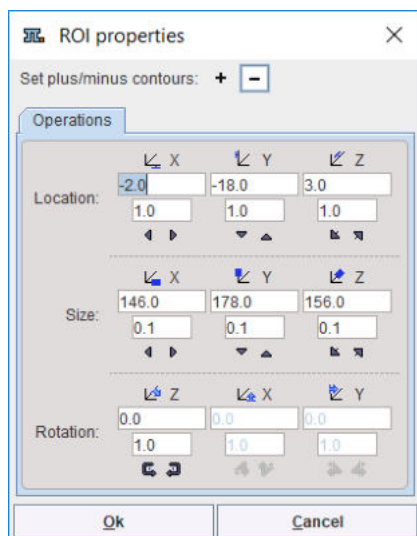 ROI properties
Set plus/minus contours: + -
Operations
X Y Z
Location: -2.0 -18.0 3.0
1.0 1.0 1.0
X Y Z
Size: 146.0 178.0 156.0
0.1 0.1 0.1
Z X Y
Rotation: 0.0 0.0 0.0
1.0 1.0 1.0
Ok Cancel